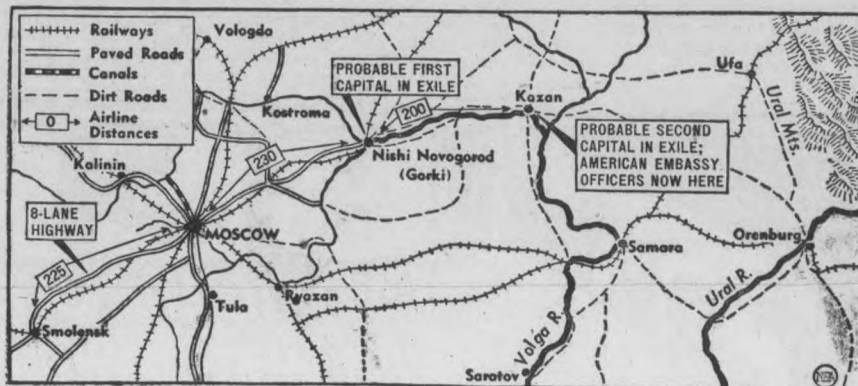 Railways
Paved Roads
Canals
Dirt Roads
0
Airline
Distances
Vologda
PROBABLE FIRST
CAPITAL IN EXILE
Kostroma
200
Kazan
Ufa
Ural Mts.
PROBABLE SECOND
CAPITAL IN EXILE;
AMERICAN EMBASSY
OFFICERS NOW HERE
Nishi Novogorod
(Gorki)
230
Kalinin
8-LANE
HIGHWAY
MOSCOW
225
Samara
Orenburg
Ryazan
Tula
Smolensk
Volga R.
Ural R.
Sarotov
NEA